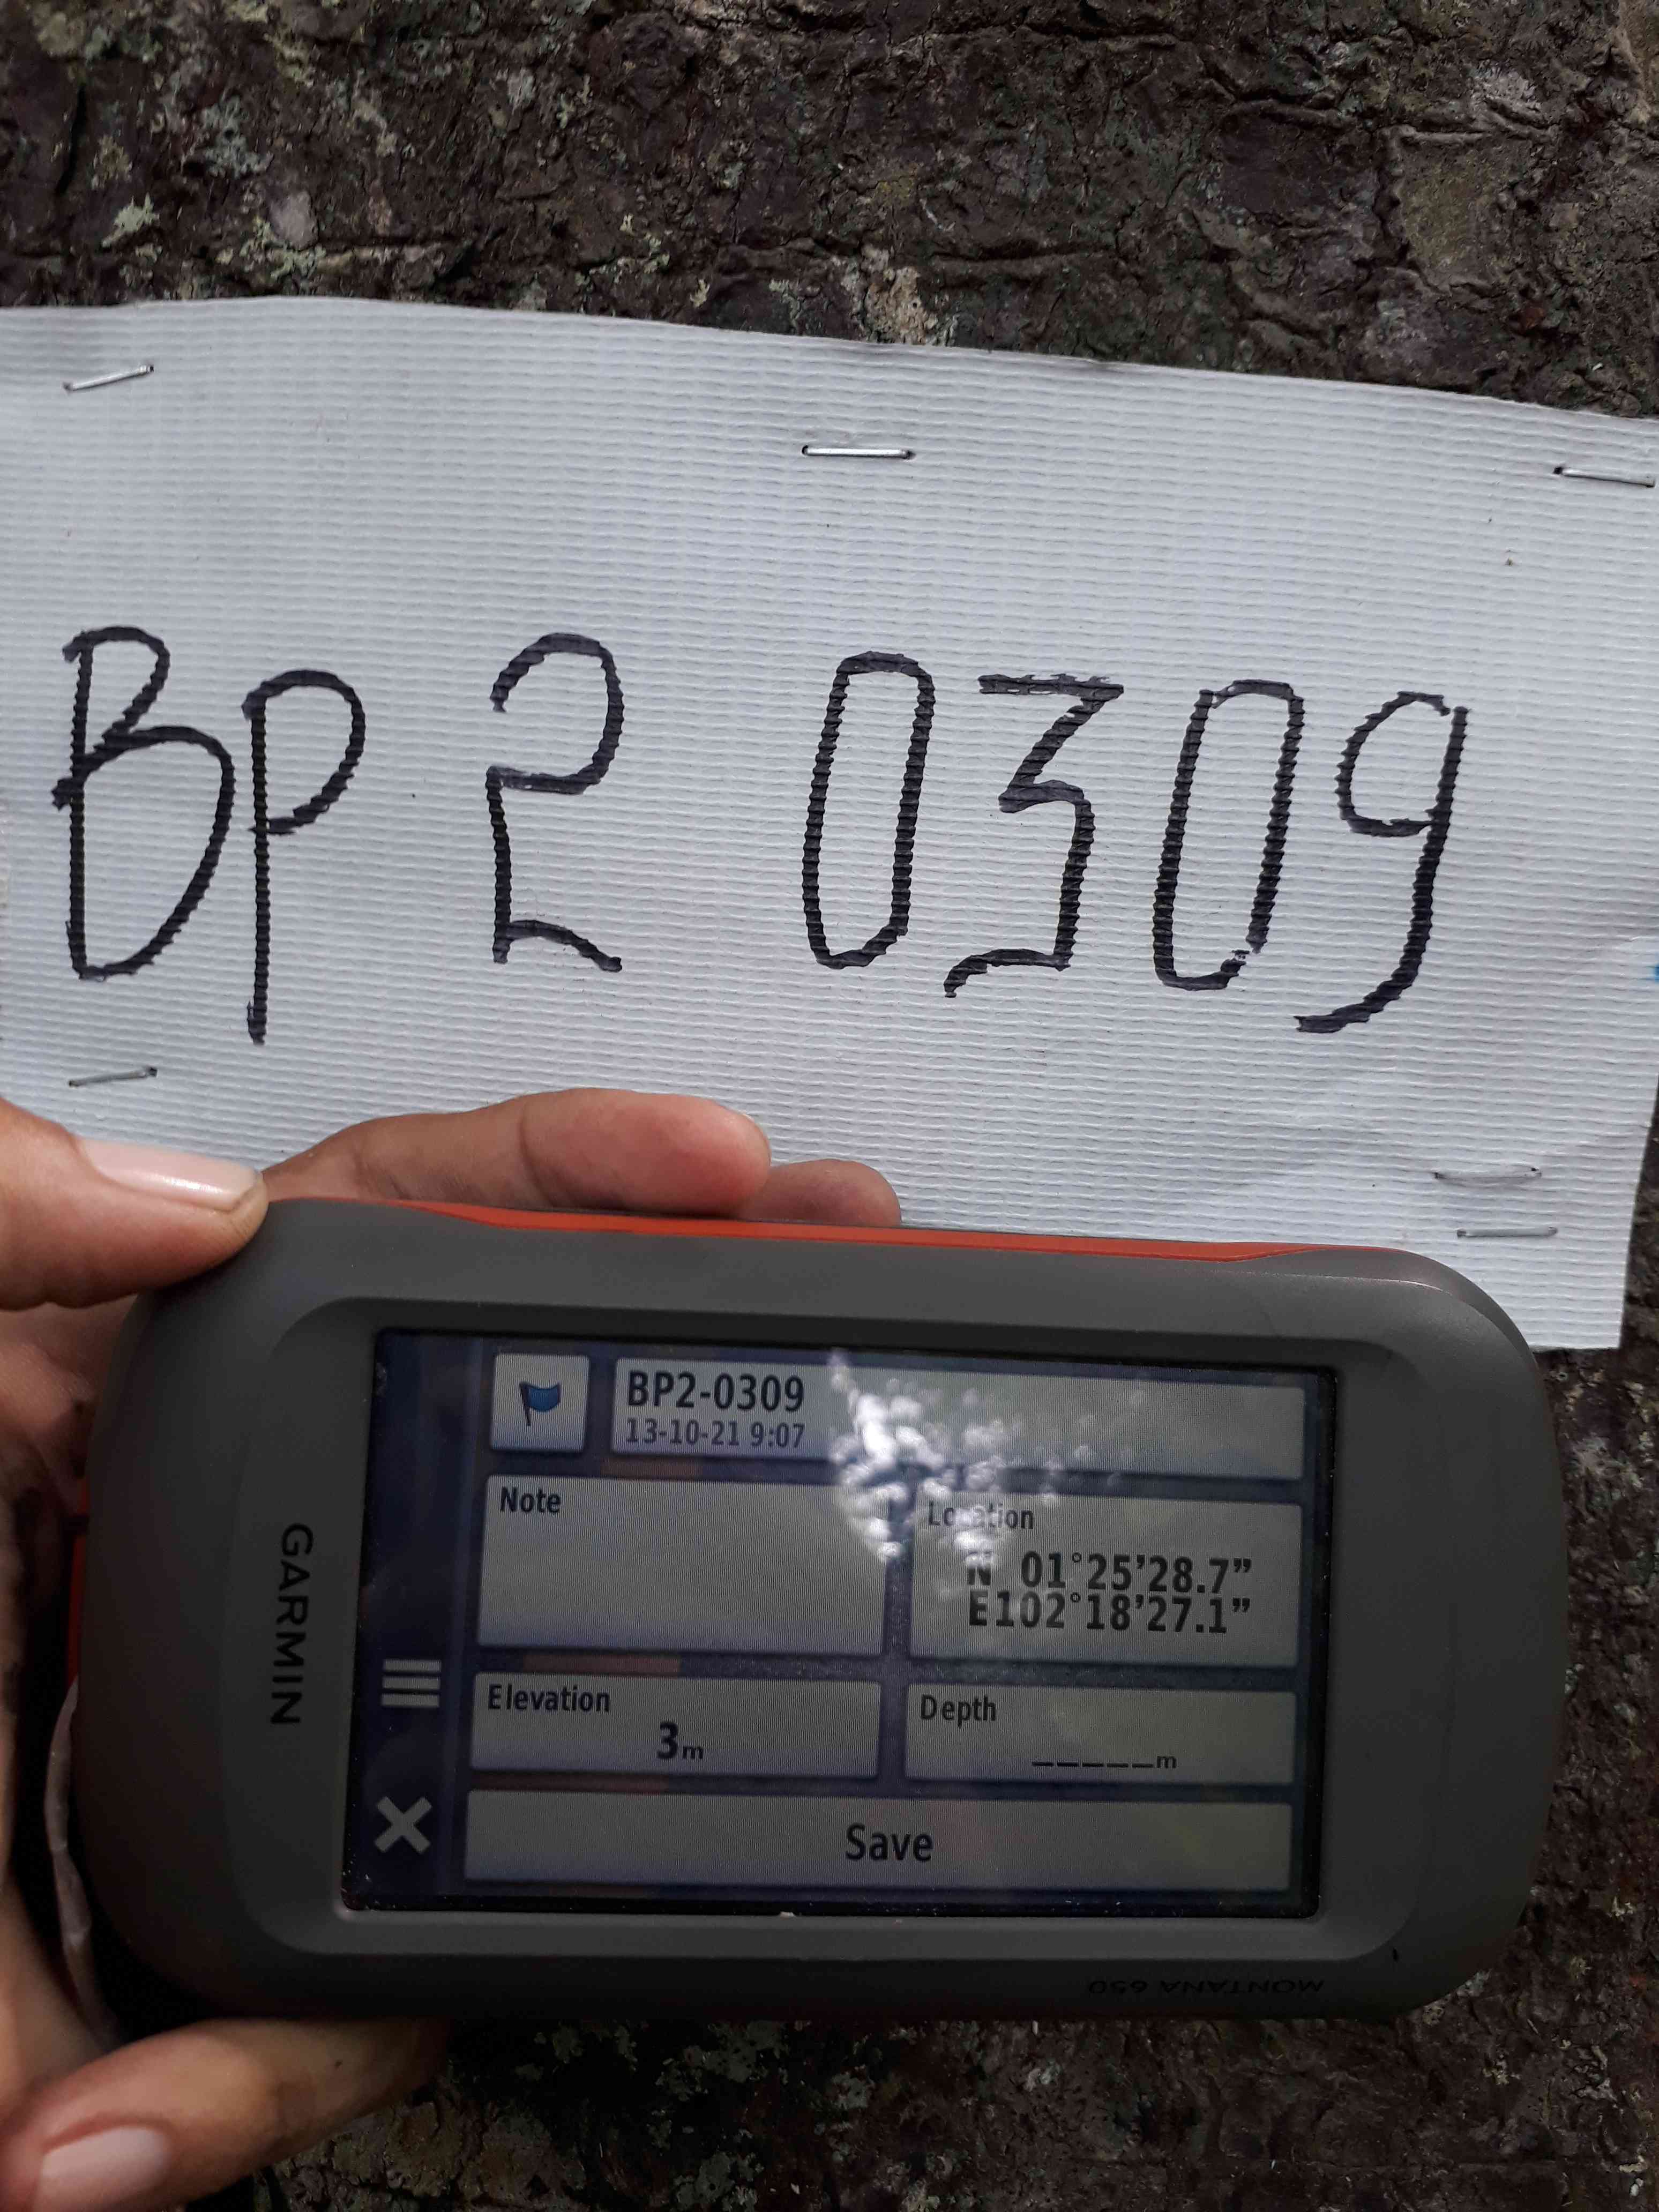 BP 2 0309
BP2-0309
13-10-21 9:07
Note
Location
N 01°25'28.7"
E102°18'27.1"
Elevation
3m
Depth
_____m
Save
GARMIN
MONTANA 650